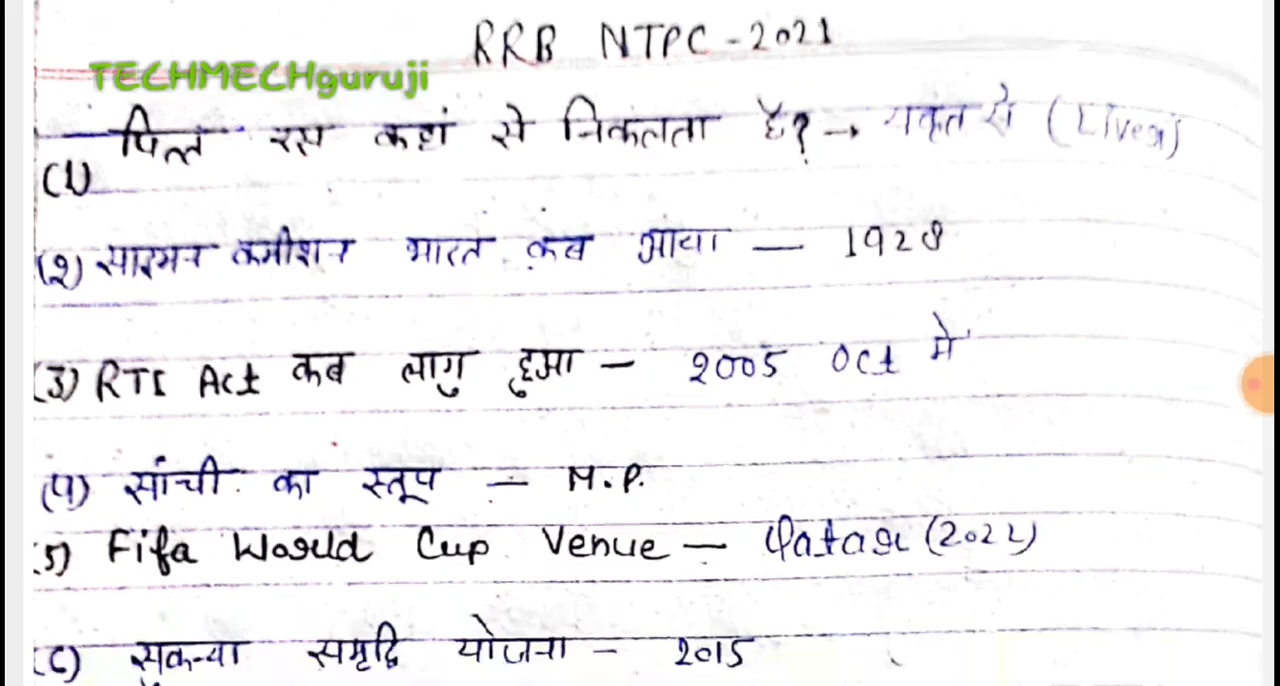 RRB NTPC - 2021
TECHMECHguruji
(1) पित्त रस कहां से निकलता है? → यकृत से (Liver)
(2) साइमन कमीशन भारत कब आया — 1928
(3) RTI Act कब लागु हुआ — 2005 Oct मे
(4) सांची का स्तूप — M.P.
(5) Fifa World Cup Venue — Qatar (2022)
(6) सुकन्या समृद्धि योजना — 2015